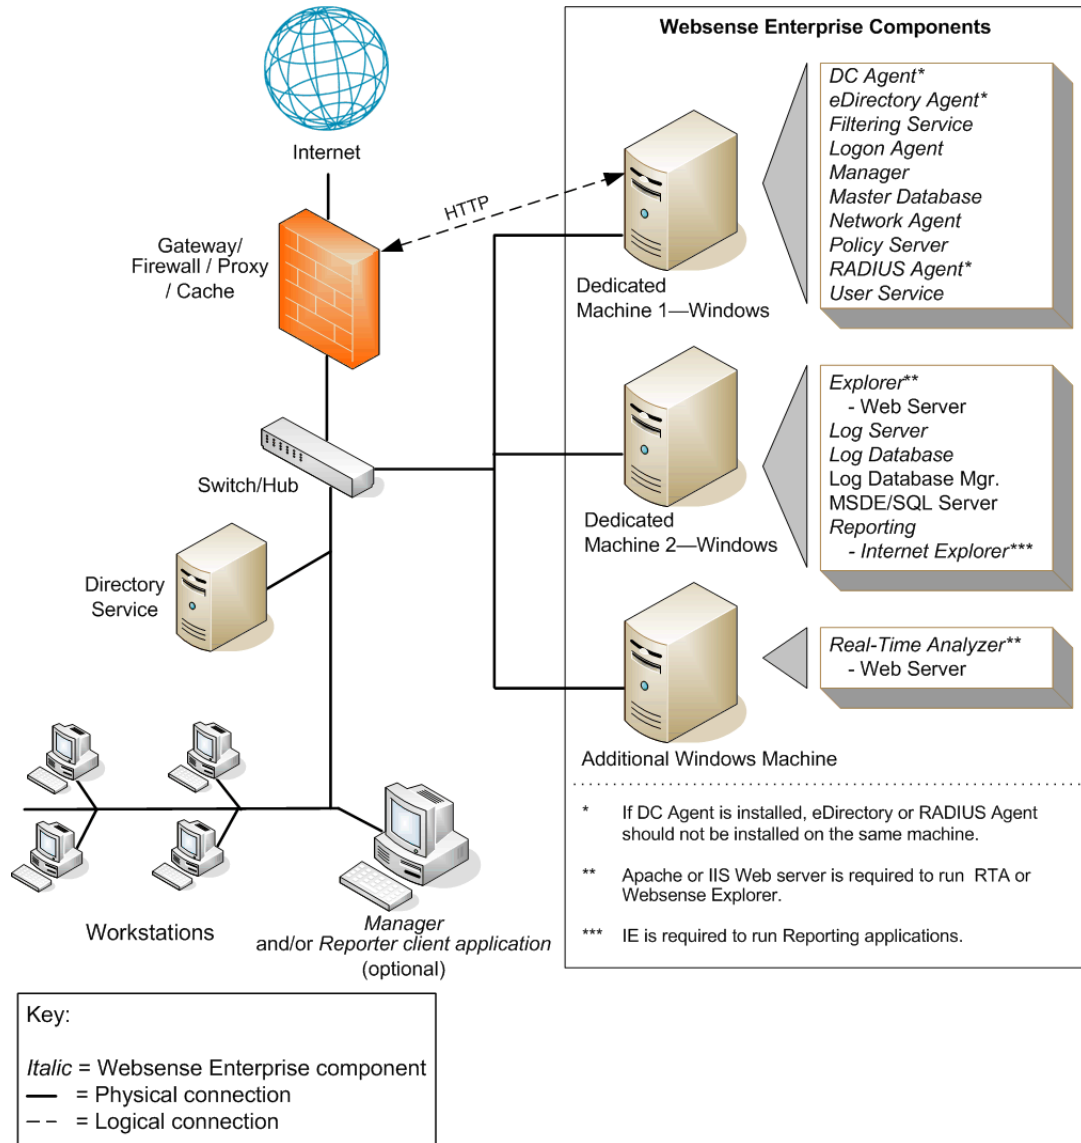 Websense Enterprise Components
Internet
HTTP
Gateway/
Firewall / Proxy
/ Cache
Dedicated
Machine 1—Windows
DC Agent*
eDirectory Agent*
Filtering Service
Logon Agent
Manager
Master Database
Network Agent
Policy Server
RADIUS Agent*
User Service
Switch/Hub
Dedicated
Machine 2—Windows
Explorer**
- Web Server
Log Server
Log Database
Log Database Mgr.
MSDE/SQL Server
Reporting
- Internet Explorer***
Directory
Service
Additional Windows Machine
Real-Time Analyzer**
- Web Server
* If DC Agent is installed, eDirectory or RADIUS Agent
should not be installed on the same machine.
** Apache or IIS Web server is required to run RTA or
Websense Explorer.
*** IE is required to run Reporting applications.
Workstations
Manager
and/or Reporter client application
(optional)
Key:
Italic = Websense Enterprise component
= Physical connection
= Logical connection